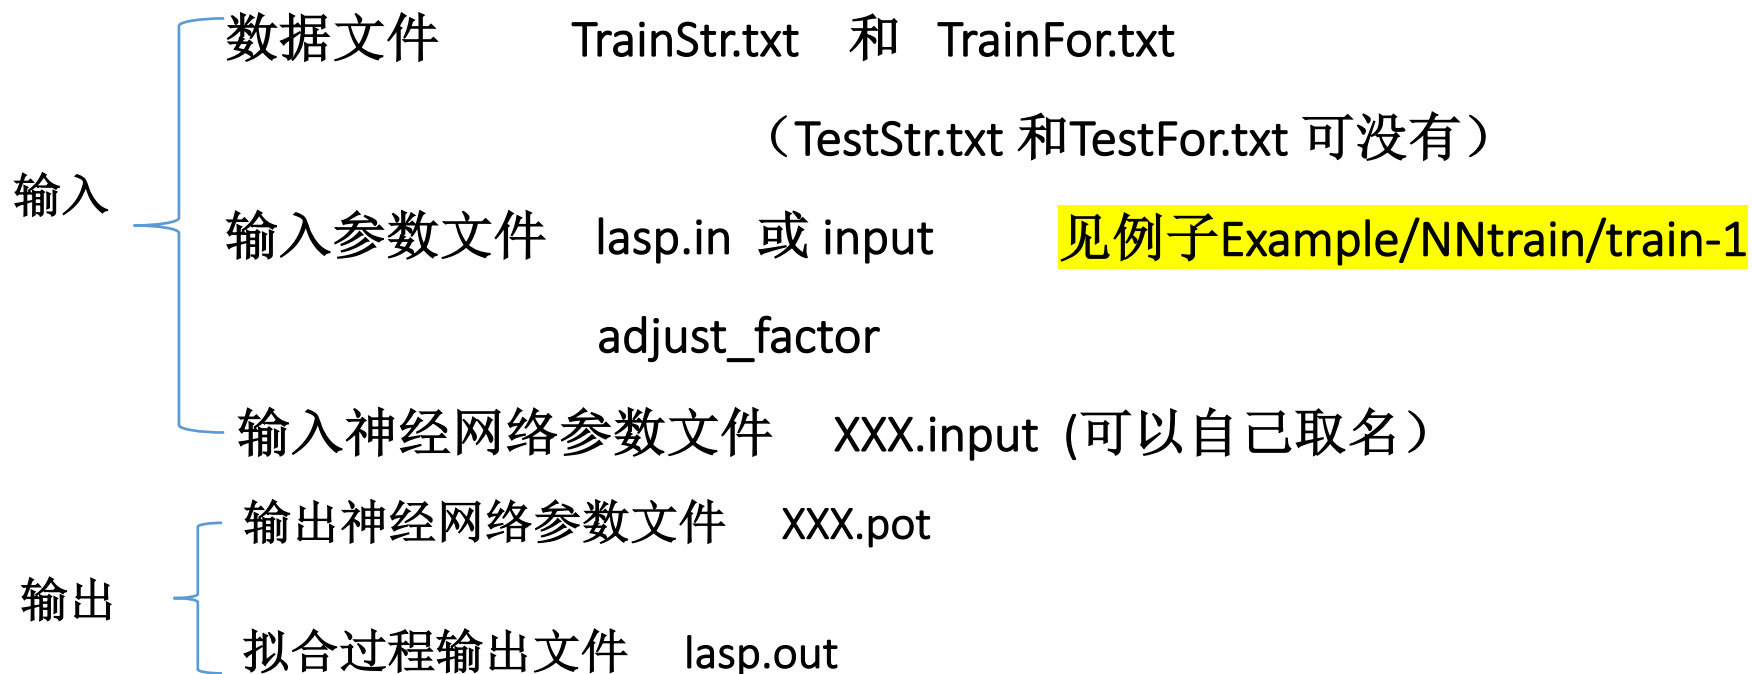 数据文件 TrainStr.txt 和 TrainFor.txt
（TestStr.txt 和TestFor.txt 可没有）
输入
输入参数文件 lasp.in 或 input 见例子Example/NNtrain/train-1
adjust_factor
输入神经网络参数文件 XXX.input (可以自己取名）
输出神经网络参数文件 XXX.pot
输出
拟合过程输出文件 lasp.out